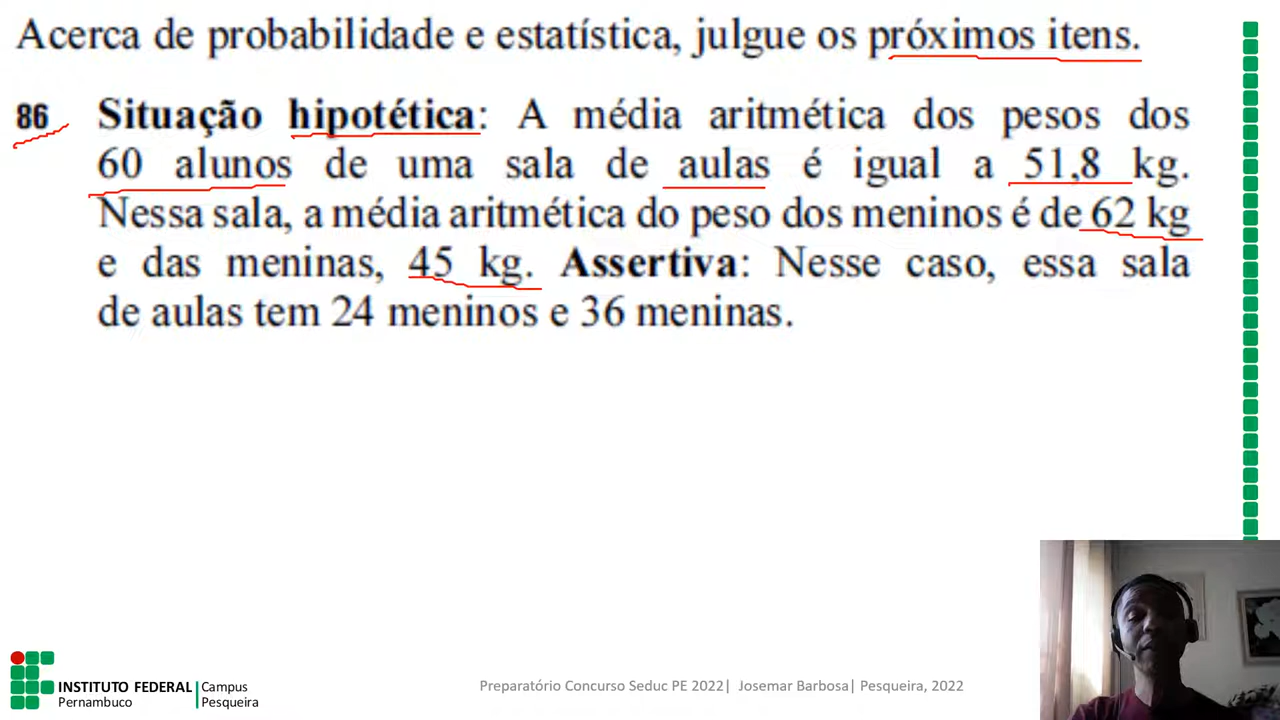 Acerca de probabilidade e estatística, julgue os próximos itens.
86 Situação hipotética: A média aritmética dos pesos dos
60 alunos de uma sala de aulas é igual a 51,8 kg.
Nessa sala, a média aritmética do peso dos meninos é de 62 kg
e das meninas, 45 kg. Assertiva: Nesse caso, essa sala
de aulas tem 24 meninos e 36 meninas.
INSTITUTO FEDERAL
Pernambuco
Campus
Pesqueira
Preparatório Concurso Seduc PE 2022| Josemar Barbosa| Pesqueira, 2022